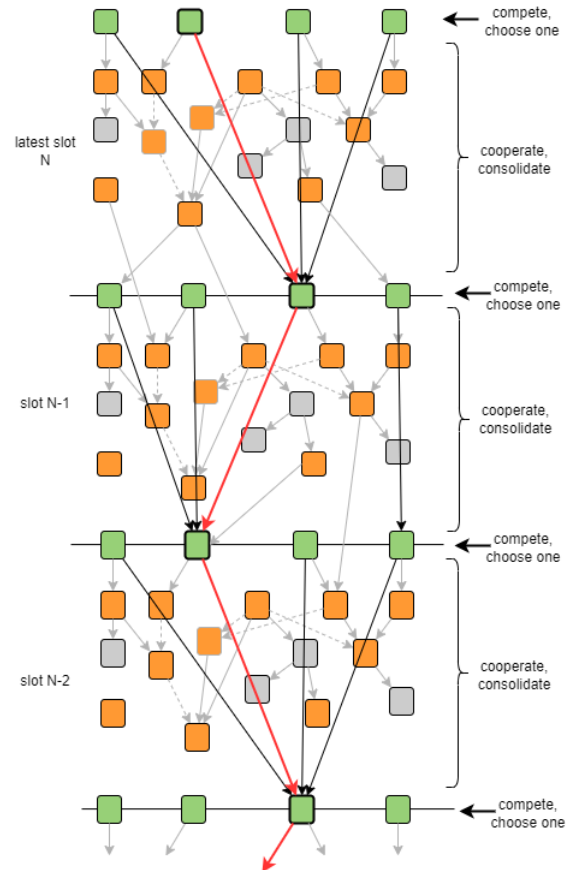 compete,
choose one
latest slot
N
cooperate,
consolidate
compete,
choose one
slot N-1
cooperate,
consolidate
compete,
choose one
slot N-2
cooperate,
consolidate
compete,
choose one